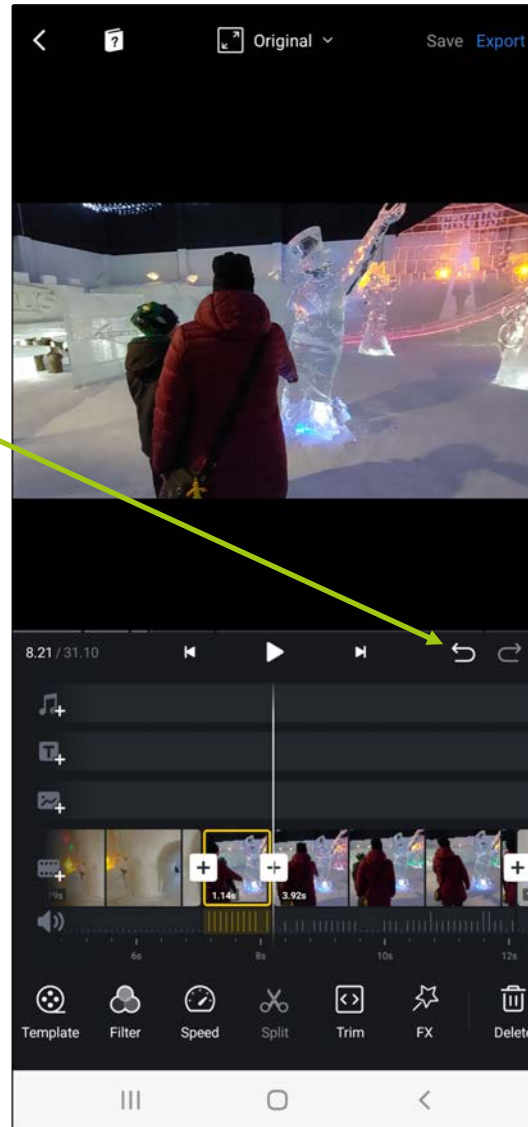 ?
Original
Save Export
8.21 / 31.10
T
1.14s
3.92s
6s 8s 10s 12s
Template Filter Speed Split Trim FX Delete